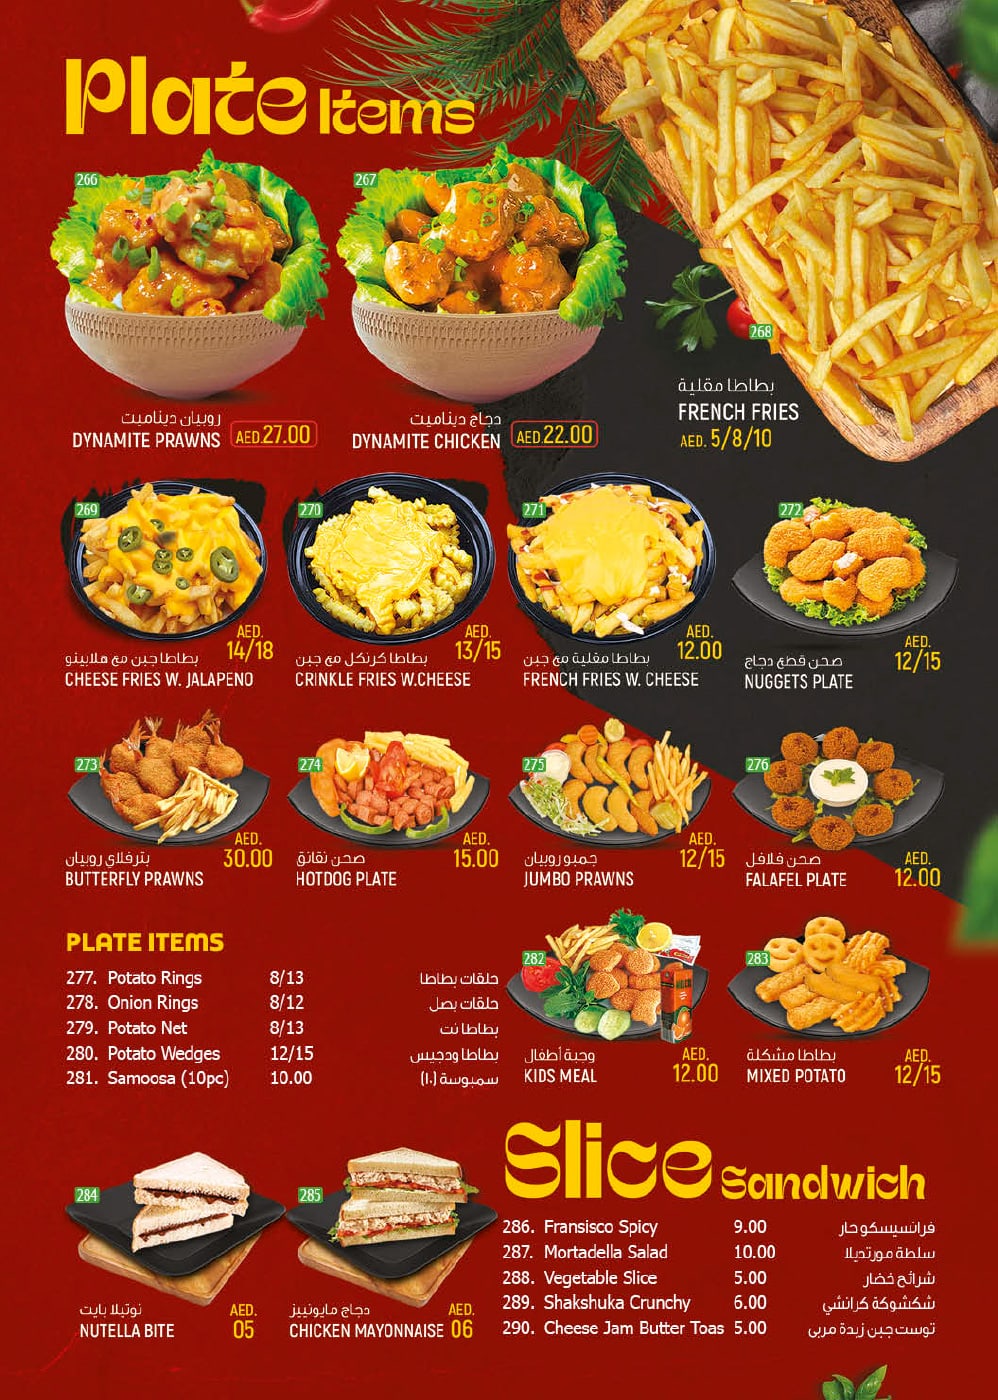 Plate Items
266
روبيان ديناميت
DYNAMITE PRAWNS AED.27.00
267
دجاج ديناميت
DYNAMITE CHICKEN AED.22.00
268
بطاطا مقلية
FRENCH FRIES
AED. 5/8/10
269
AED.
بطاطا جبن مع هلابينو 14/18
CHEESE FRIES W. JALAPENO
270
AED.
بطاطا كرنكل مع جبن 13/15
CRINKLE FRIES W.CHEESE
271
AED.
بطاطا مقلية مع جبن 12.00
FRENCH FRIES W. CHEESE
272
AED.
صحن قطع دجاج 12/15
NUGGETS PLATE
273
AED.
بترفلاي روبيان 30.00
BUTTERFLY PRAWNS
274
AED.
صحن نقانق 15.00
HOTDOG PLATE
275
AED.
جمبو روبيان 12/15
JUMBO PRAWNS
276
صحن فلافل AED.
FALAFEL PLATE 12.00
PLATE ITEMS
277. Potato Rings 8/13 حلقات بطاطا
278. Onion Rings 8/12 حلقات بصل
279. Potato Net 8/13 بطاطا نت
280. Potato Wedges 12/15 بطاطا ودجيس
281. Samoosa (10pc) 10.00 سمبوسة (١٠)
282
وجبة أطفال AED.
KIDS MEAL 12.00
283
بطاطا مشكلة AED.
MIXED POTATO 12/15
284
نوتيلا بايت AED.
NUTELLA BITE 05
285
دجاج مايونييز AED.
CHICKEN MAYONNAISE 06
Slice Sandwich
286. Fransisco Spicy 9.00 فرانسيسكو حار
287. Mortadella Salad 10.00 سلطة مورتديلا
288. Vegetable Slice 5.00 شرائح خضار
289. Shakshuka Crunchy 6.00 شكشوكة كرانشي
290. Cheese Jam Butter Toas 5.00 توست جبن زبدة مربى